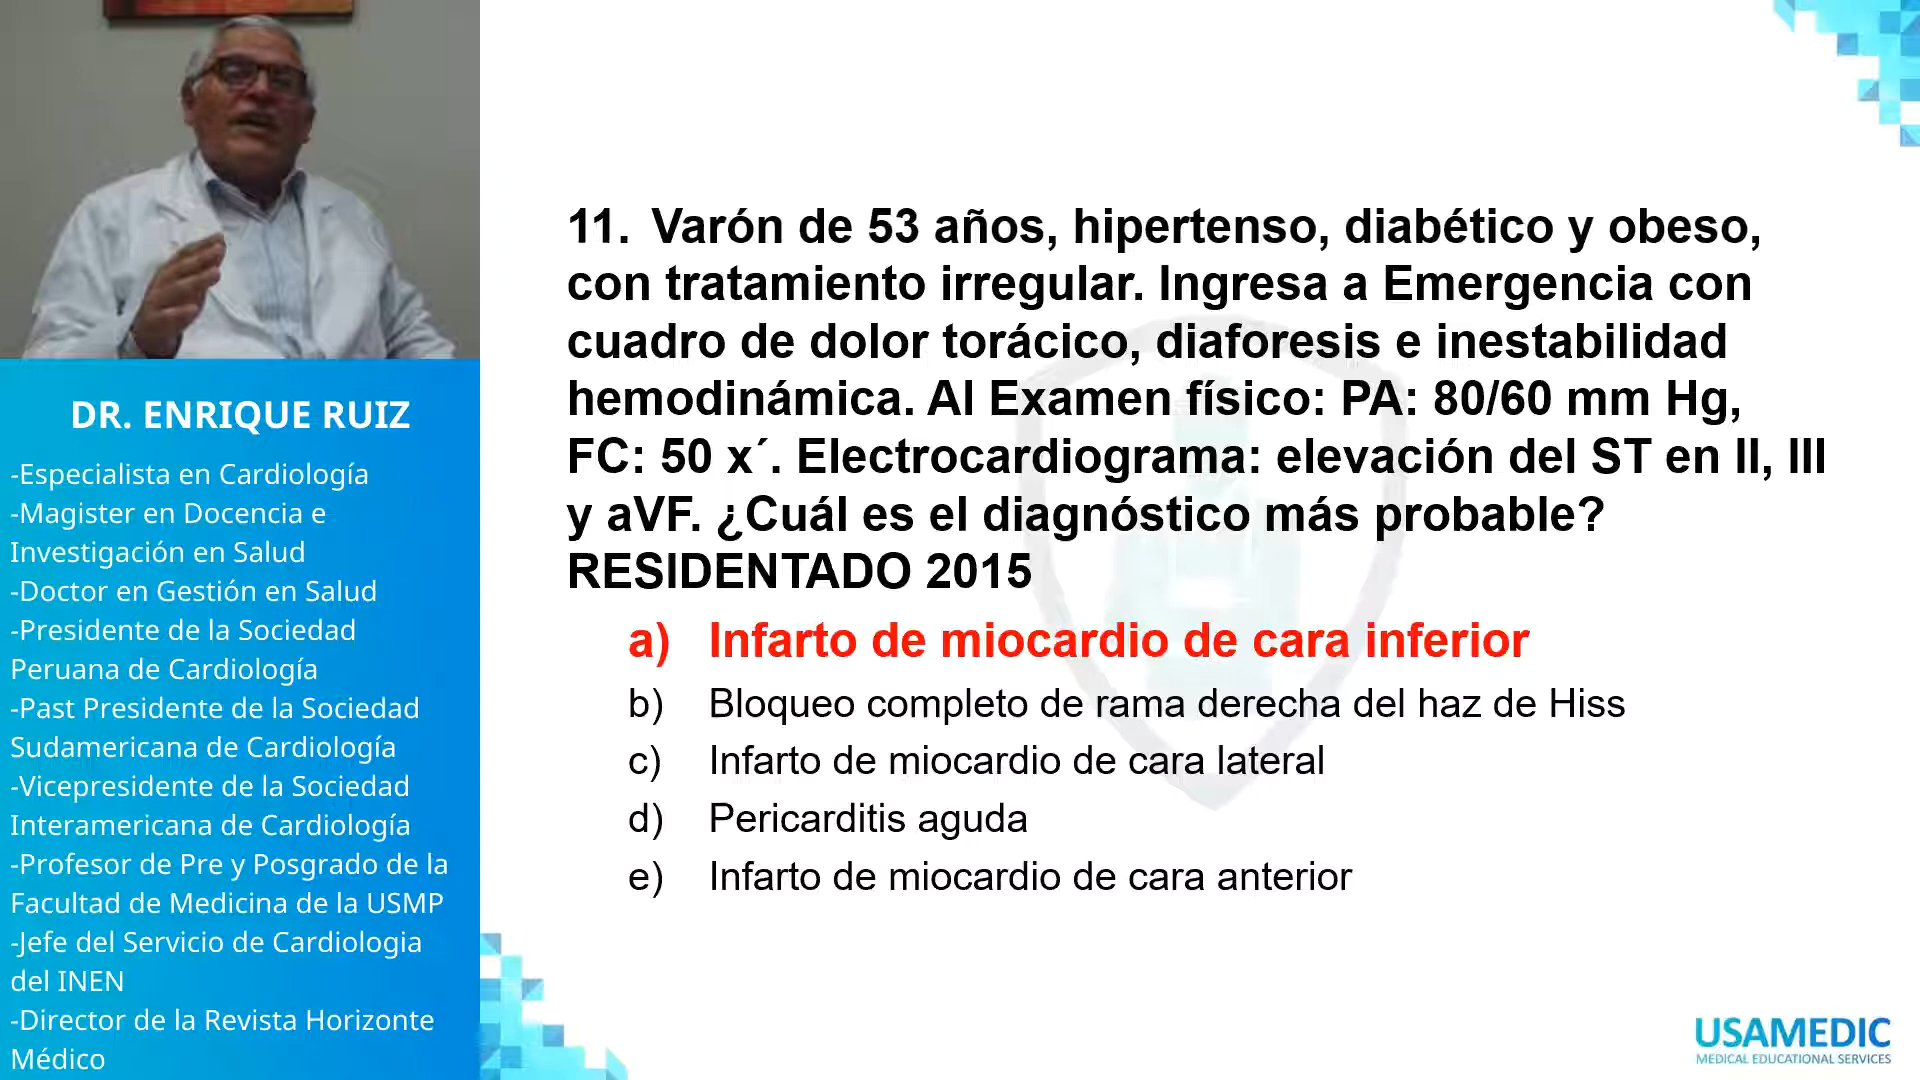 DR. ENRIQUE RUIZ
-Especialista en Cardiología
-Magister en Docencia e
Investigación en Salud
-Doctor en Gestión en Salud
-Presidente de la Sociedad
Peruana de Cardiología
-Past Presidente de la Sociedad
Sudamericana de Cardiología
-Vicepresidente de la Sociedad
Interamericana de Cardiología
-Profesor de Pre y Posgrado de la
Facultad de Medicina de la USMP
-Jefe del Servicio de Cardiologia
del INEN
-Director de la Revista Horizonte
Médico
11. Varón de 53 años, hipertenso, diabético y obeso,
con tratamiento irregular. Ingresa a Emergencia con
cuadro de dolor torácico, diaforesis e inestabilidad
hemodinámica. Al Examen físico: PA: 80/60 mm Hg,
FC: 50 x´. Electrocardiograma: elevación del ST en II, III
y aVF. ¿Cuál es el diagnóstico más probable?
RESIDENTADO 2015
a) Infarto de miocardio de cara inferior
b) Bloqueo completo de rama derecha del haz de Hiss
c) Infarto de miocardio de cara lateral
d) Pericarditis aguda
e) Infarto de miocardio de cara anterior
USAMEDIC
MEDICAL EDUCATIONAL SERVICES